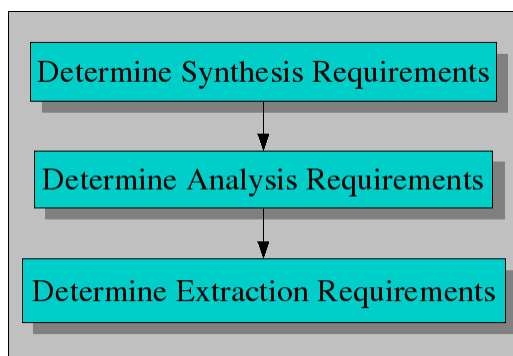 Determine Synthesis Requirements
Determine Analysis Requirements
Determine Extraction Requirements